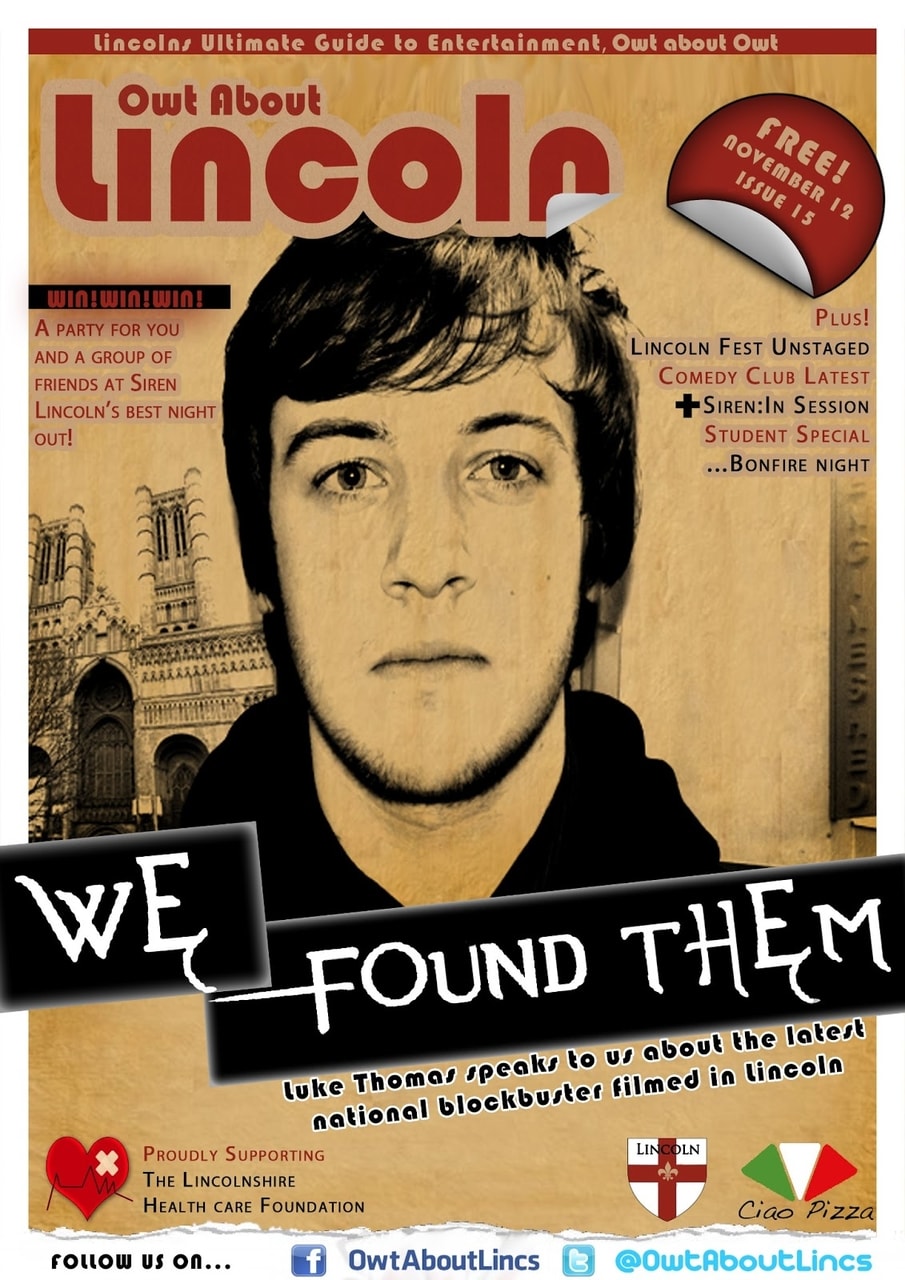 Lincolns Ultimate Guide to Entertainment, Owt about Owt
Owt About
Lincoln
FREE!
NOVEMBER 12
ISSUE 15
WIN!WIN!WIN!
A PARTY FOR YOU
AND A GROUP OF
FRIENDS AT SIREN
LINCOLN'S BEST NIGHT
OUT!
PLUS!
LINCOLN FEST UNSTAGED
COMEDY CLUB LATEST
+SIREN:IN SESSION
STUDENT SPECIAL
...BONFIRE NIGHT
WE
FOUND THEM
Luke Thomas speaks to us about the latest
national blockbuster filmed in Lincoln
PROUDLY SUPPORTING
THE LINCOLNSHIRE
HEALTH CARE FOUNDATION
LINCOLN
Ciao Pizza
FOLLOW US ON...
f OwtAboutLincs
t @OwtAboutLincs